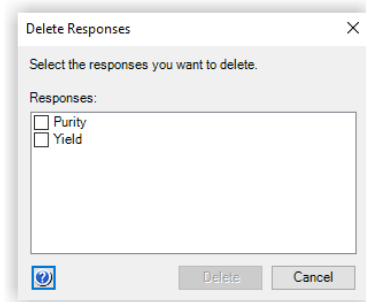 Delete Responses
Select the responses you want to delete.
Responses:
Purity
Yield
Delete
Cancel